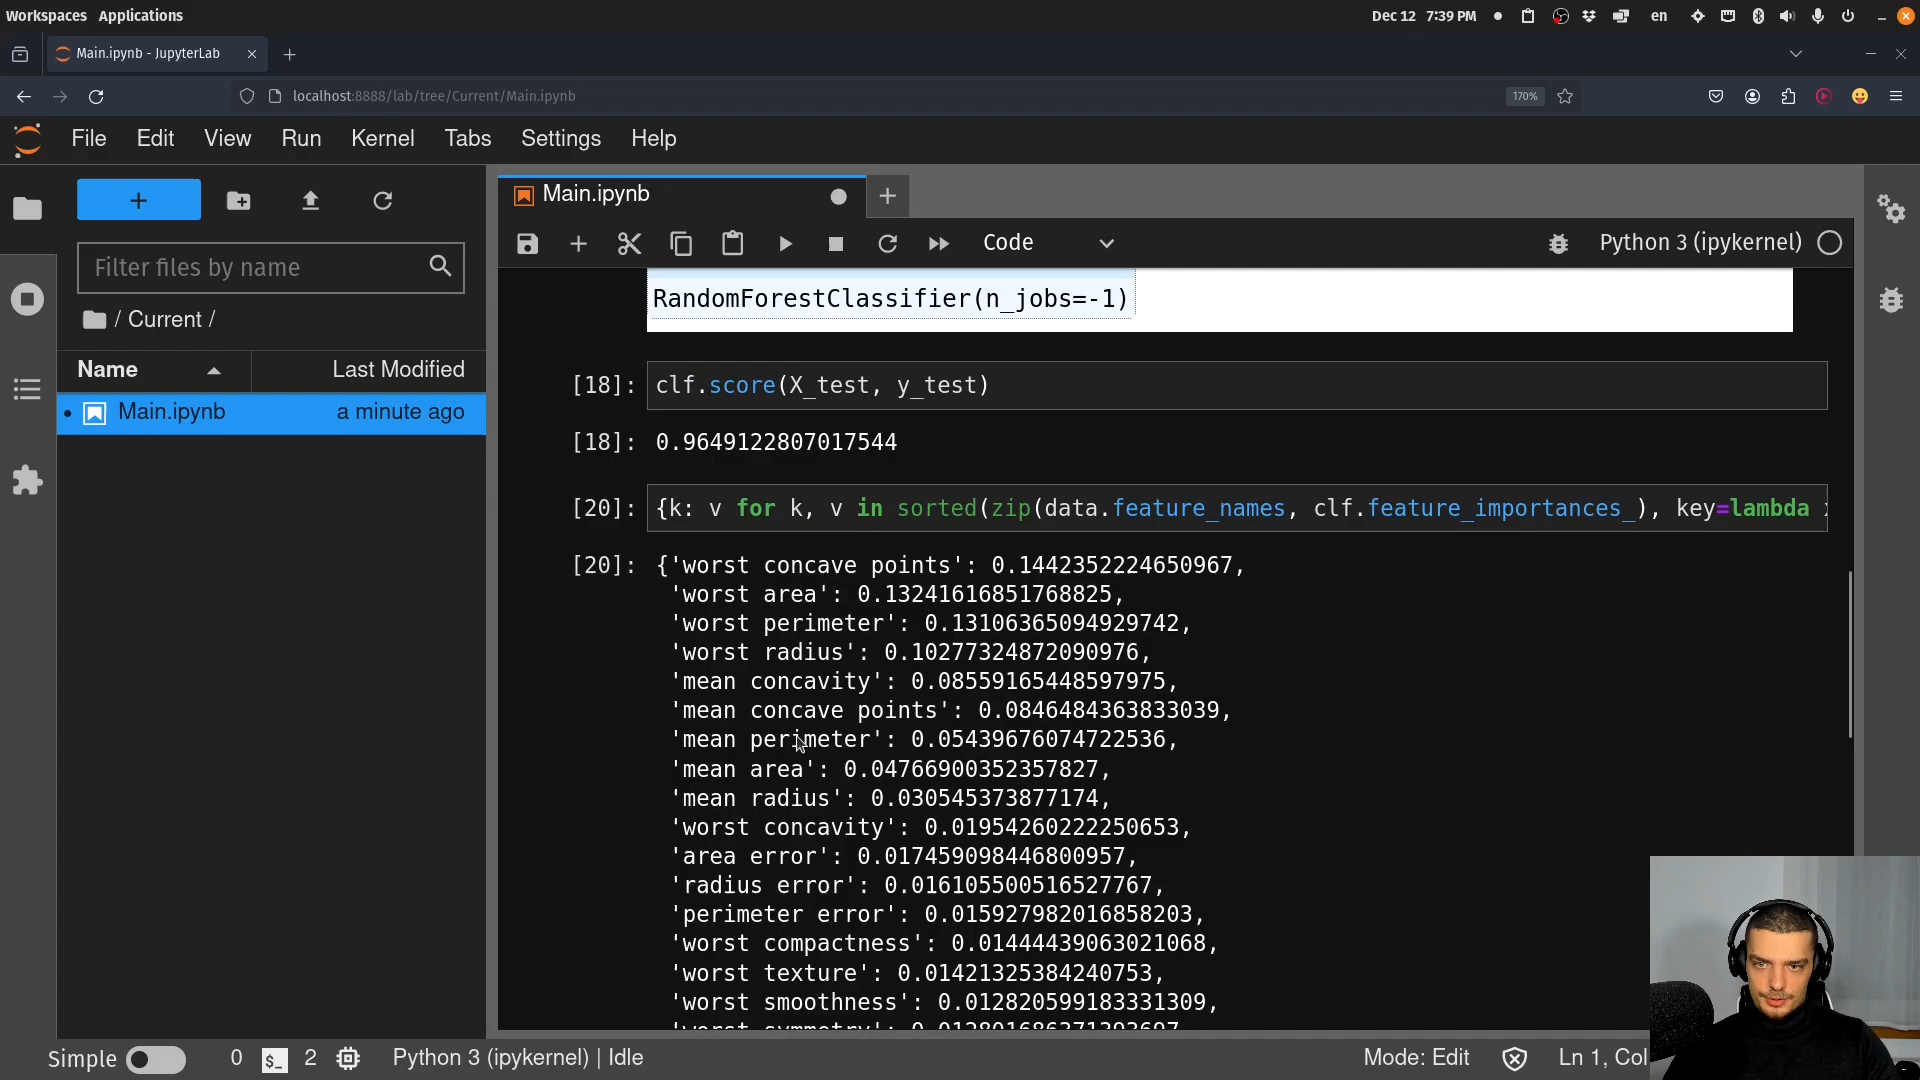 Workspaces Applications
Dec 12 7:39 PM
en
Main.ipynb - JupyterLab
localhost:8888/lab/tree/Current/Main.ipynb
170%
File Edit View Run Kernel Tabs Settings Help
Main.ipynb
Code
Python 3 (ipykernel)
Filter files by name
/ Current /
Name Last Modified
Main.ipynb a minute ago
RandomForestClassifier(n_jobs=-1)
[18]: clf.score(X_test, y_test)
[18]: 0.9649122807017544
[20]: {k: v for k, v in sorted(zip(data.feature_names, clf.feature_importances_), key=lambda
[20]: {'worst concave points': 0.1442352224650967,
'worst area': 0.13241616851768825,
'worst perimeter': 0.13106365094929742,
'worst radius': 0.10277324872090976,
'mean concavity': 0.08559165448597975,
'mean concave points': 0.0846484363833039,
'mean perimeter': 0.05439676074722536,
'mean area': 0.04766900352357827,
'mean radius': 0.030545373877174,
'worst concavity': 0.01954260222250653,
'area error': 0.017459098446800957,
'radius error': 0.016105500516527767,
'perimeter error': 0.015927982016858203,
'worst compactness': 0.01444439063021068,
'worst texture': 0.01421325384240753,
'worst smoothness': 0.012820599183331309,
Simple 0 2 Python 3 (ipykernel) | Idle
Mode: Edit Ln 1, Col